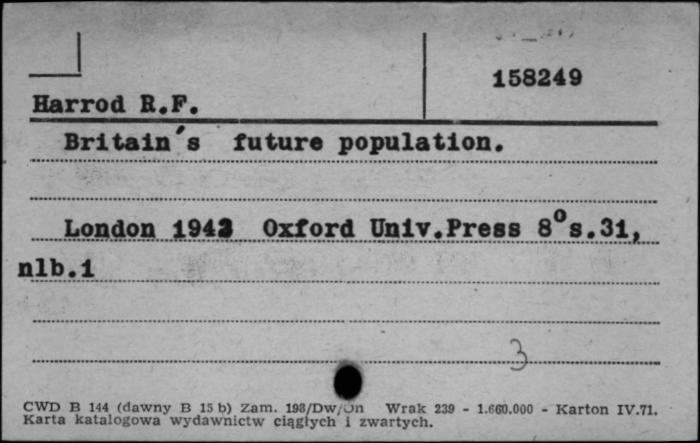 158249
Harrod R.F.
Britain's future population.
London 1943 Oxford Univ.Press 8° s.31,
nlb.1
3
CWD B 144 (dawny B 15 b) Zam. 198/Dw/Un Wrak 239 - 1.660.000 - Karton IV.71.
Karta katalogowa wydawnictw ciągłych i zwartych.